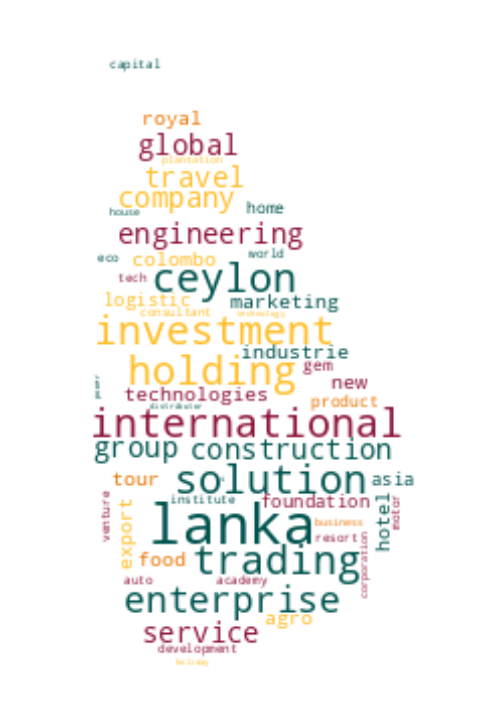 capital
royal
global
plantation
travel
company
house home
engineering
eco colombo world
tech ceylon
logistic marketing
consultant technology
investment
industrie
holding gem
power new
technologies product
distributor
international
group construction
tour solution asia
venture institute foundation hotel motor
export lanka business
resort
food trading corporation
auto academy
enterprise
agro
service
development
holiday